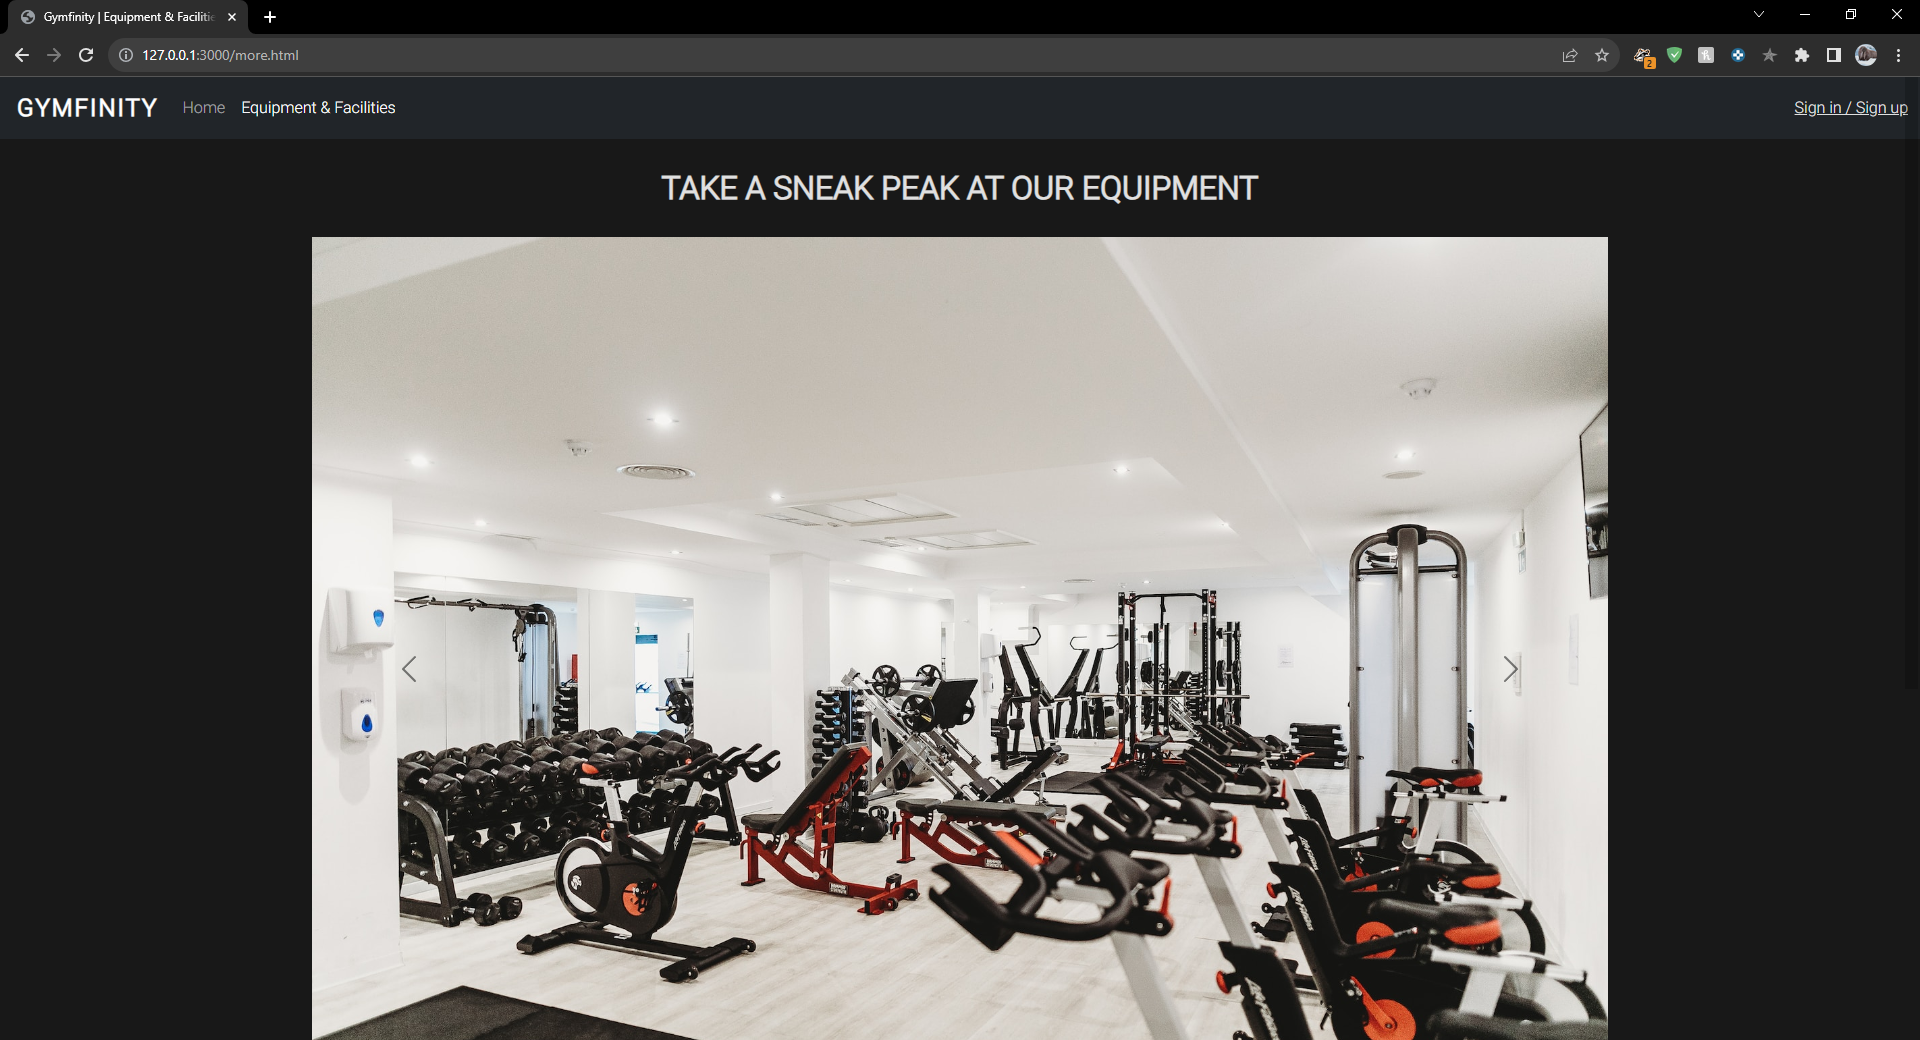 Gymfinity | Equipment & Faciliti
127.0.0.1:3000/more.html
2
GYMFINITY Home Equipment & Facilities Sign in / Sign up
TAKE A SNEAK PEAK AT OUR EQUIPMENT